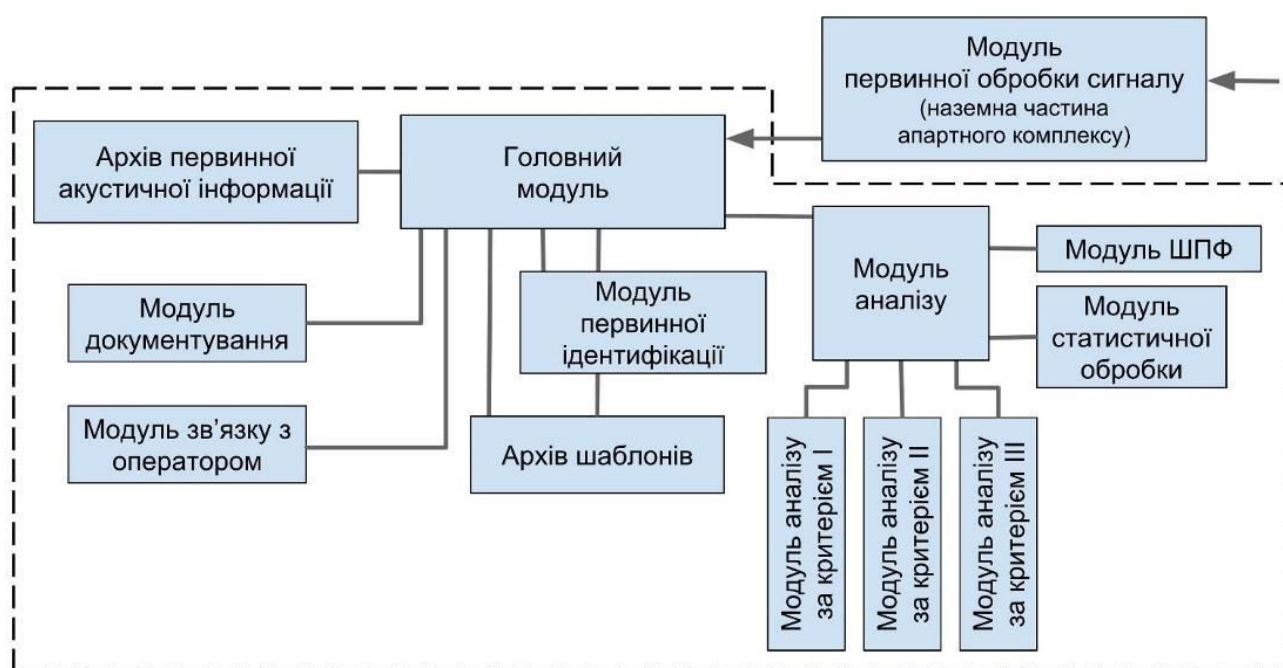 Модуль
первинної обробки сигналу
(наземна частина
апартного комплексу)
Архів первинної
акустичної інформації
Головний
модуль
Модуль
аналізу
Модуль ШПФ
Модуль
документування
Модуль
первинної
ідентифікації
Модуль
статистичної
обробки
Модуль зв’язку з
оператором
Архів шаблонів
Модуль аналізу
за критерієм I
Модуль аналізу
за критерієм II
Модуль аналізу
за критерієм III